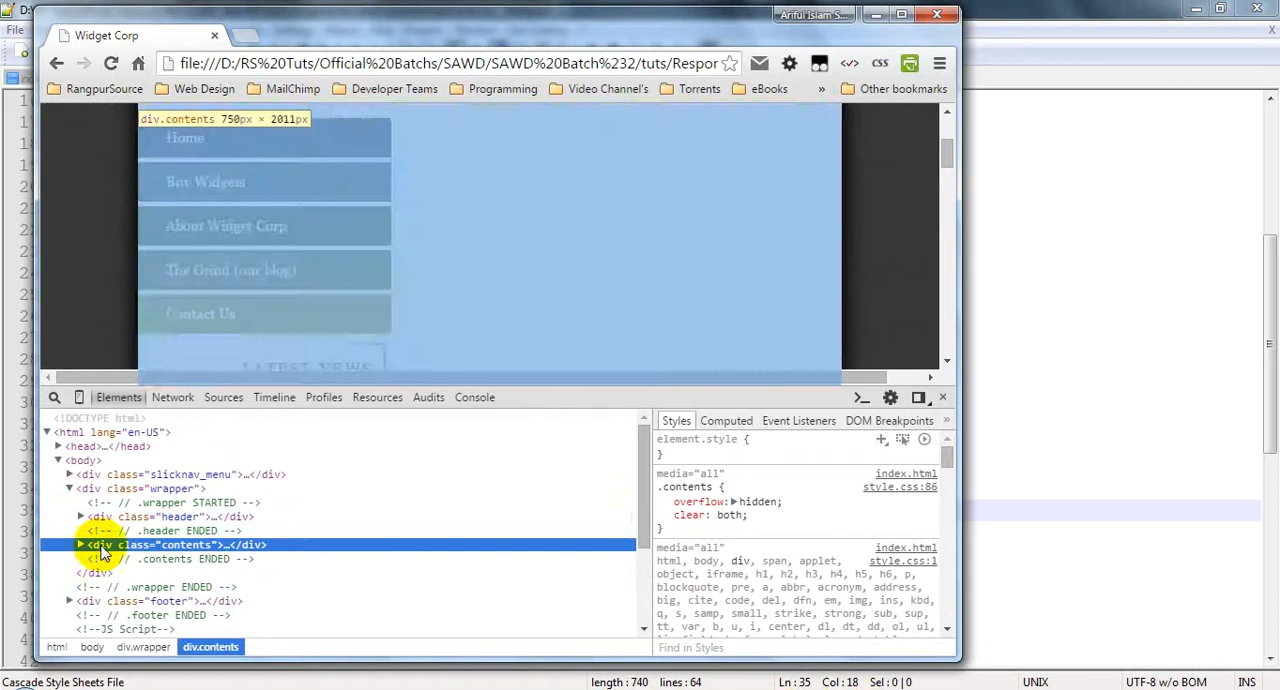 D:\
Ariful Islam S...
File
Widget Corp
file:///D:/RS%20Tuts/Official%20Batchs/SAWD/SAWD%20Batch%232/tuts/Respor
CSS
RangpurSource
Web Design
MailChimp
Developer Teams
Programming
Video Channel's
Torrents
eBooks
»
Other bookmarks
div.contents 750px × 2011px
Home
Buy Widgets
About Widget Corp
The Grind (our blog)
Contact Us
LATEST NEWS
Elements Network Sources Timeline Profiles Resources Audits Console
<!DOCTYPE html>
<html lang="en-US">
<head>…</head>
<body>
<div class="slicknav_menu">…</div>
<div class="wrapper">
<!-- // .wrapper STARTED -->
<div class="header">…</div>
<!-- // .header ENDED -->
<div class="contents">…</div>
<!-- // .contents ENDED -->
</div>
<!-- // .wrapper ENDED -->
<div class="footer">…</div>
<!-- // .footer ENDED -->
<!--JS Script-->
html body div.wrapper div.contents
Styles Computed Event Listeners DOM Breakpoints »
element.style {
}
media="all" index.html
.contents { style.css:86
overflow: hidden;
clear: both;
}
media="all" index.html
html, body, div, span, applet, style.css:1
object, iframe, h1, h2, h3, h4, h5, h6, p,
blockquote, pre, a, abbr, acronym, address,
big, cite, code, del, dfn, em, img, ins, kbd,
q, s, samp, small, strike, strong, sub, sup,
tt, var, b, u, i, center, dl, dt, dd, ol, ul,
Find in Styles
Cascade Style Sheets File
length : 740 lines : 64
Ln : 35 Col : 18 Sel : 0 | 0
UNIX
UTF-8 w/o BOM
INS